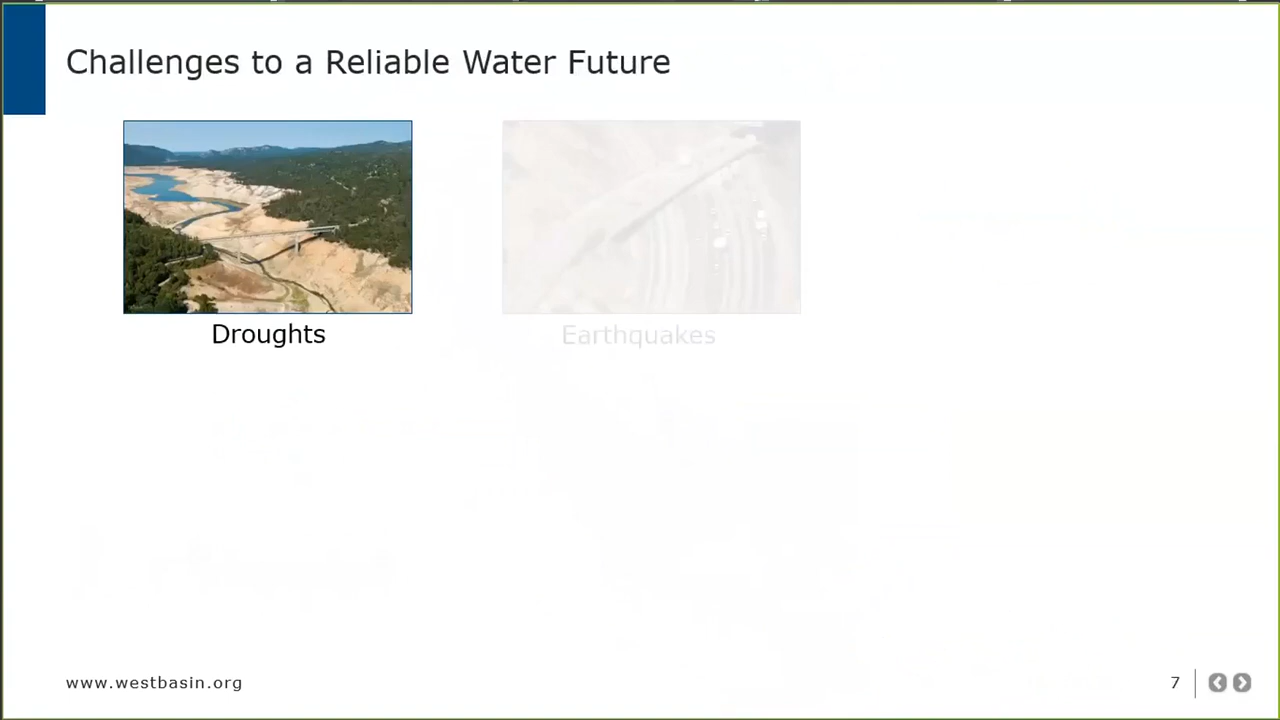 Challenges to a Reliable Water Future
Droughts
Earthquakes
www.westbasin.org
7